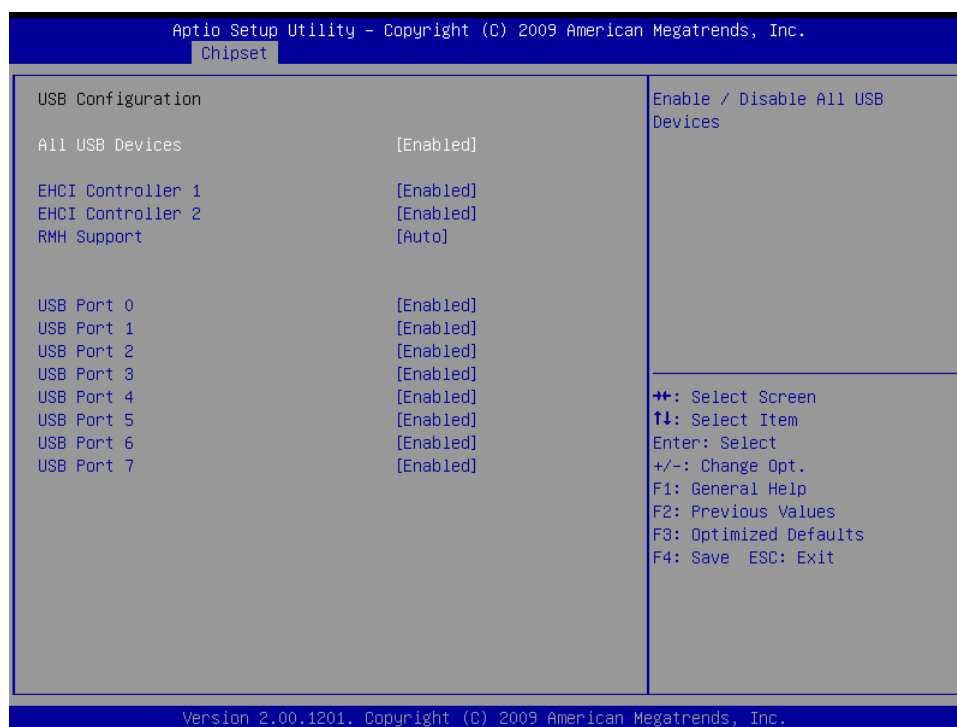 Aptio Setup Utility – Copyright (C) 2009 American Megatrends, Inc.
Chipset
USB Configuration
All USB Devices [Enabled]
EHCI Controller 1 [Enabled]
EHCI Controller 2 [Enabled]
RMH Support [Auto]
USB Port 0 [Enabled]
USB Port 1 [Enabled]
USB Port 2 [Enabled]
USB Port 3 [Enabled]
USB Port 4 [Enabled]
USB Port 5 [Enabled]
USB Port 6 [Enabled]
USB Port 7 [Enabled]
Enable / Disable All USB
Devices
→←: Select Screen
↑↓: Select Item
Enter: Select
+/-: Change Opt.
F1: General Help
F2: Previous Values
F3: Optimized Defaults
F4: Save ESC: Exit
Version 2.00.1201. Copyright (C) 2009 American Megatrends, Inc.